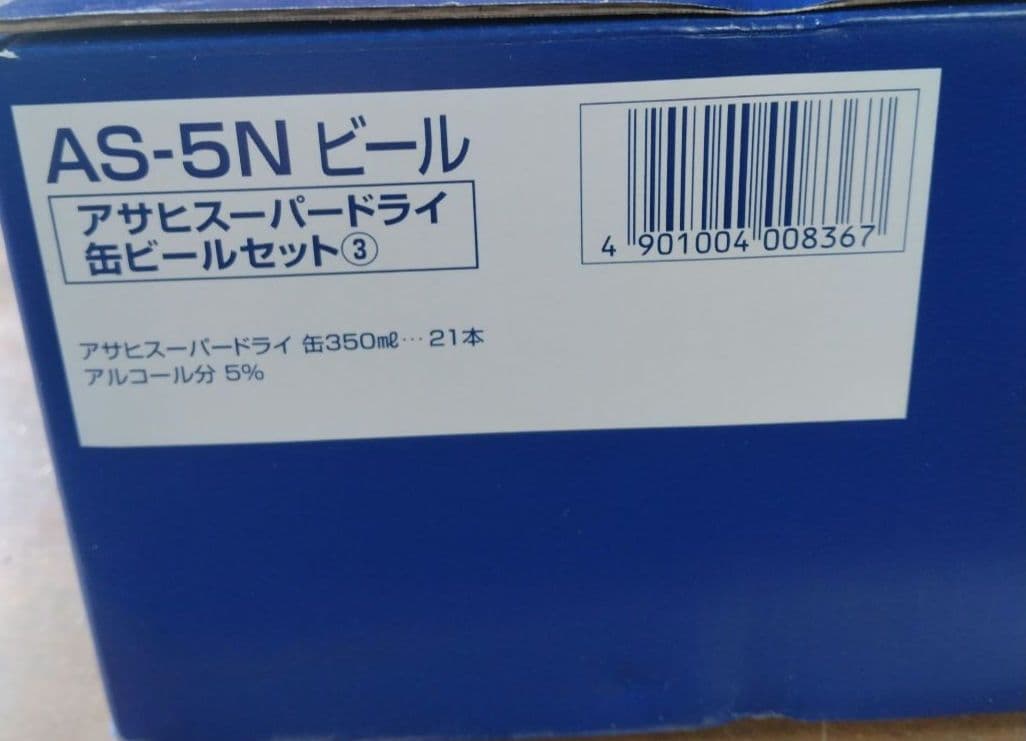 AS-5N ビール
アサヒスーパードライ
缶ビールセット③
アサヒスーパードライ 缶350㎖…21本
アルコール分 5%
4 901004 008367